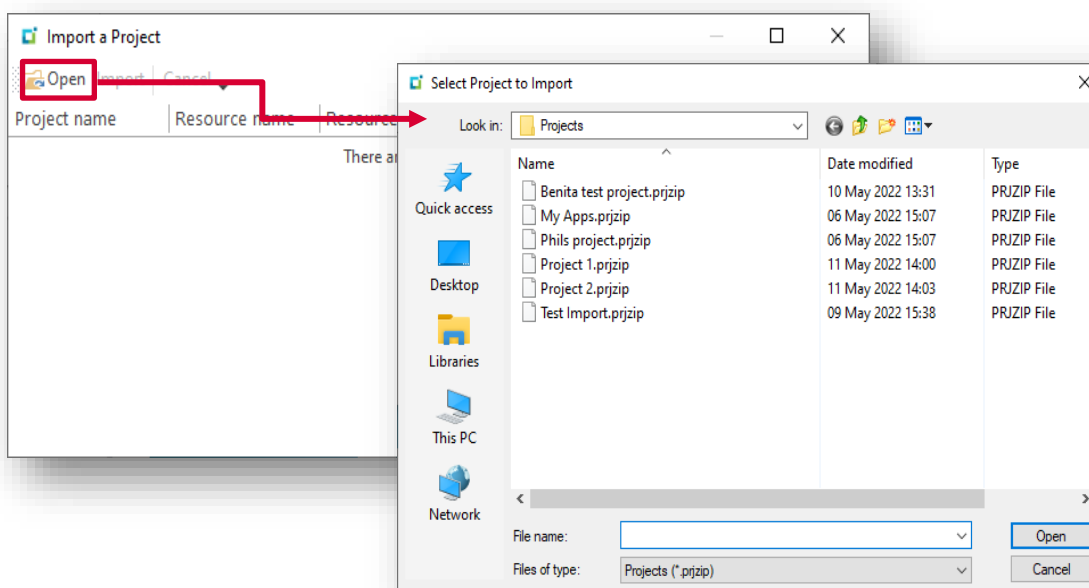 Import a Project
Open Import Cancel
Project name Resource name Resource
There ar
Select Project to Import
Look in: Projects
Name Date modified Type
Benita test project.prjzip 10 May 2022 13:31 PRJZIP File
My Apps.prjzip 06 May 2022 15:07 PRJZIP File
Phils project.prjzip 06 May 2022 15:07 PRJZIP File
Project 1.prjzip 11 May 2022 14:00 PRJZIP File
Project 2.prjzip 11 May 2022 14:03 PRJZIP File
Test Import.prjzip 09 May 2022 15:38 PRJZIP File
Quick access
Desktop
Libraries
This PC
Network
File name: Open
Files of type: Projects (*.prjzip) Cancel